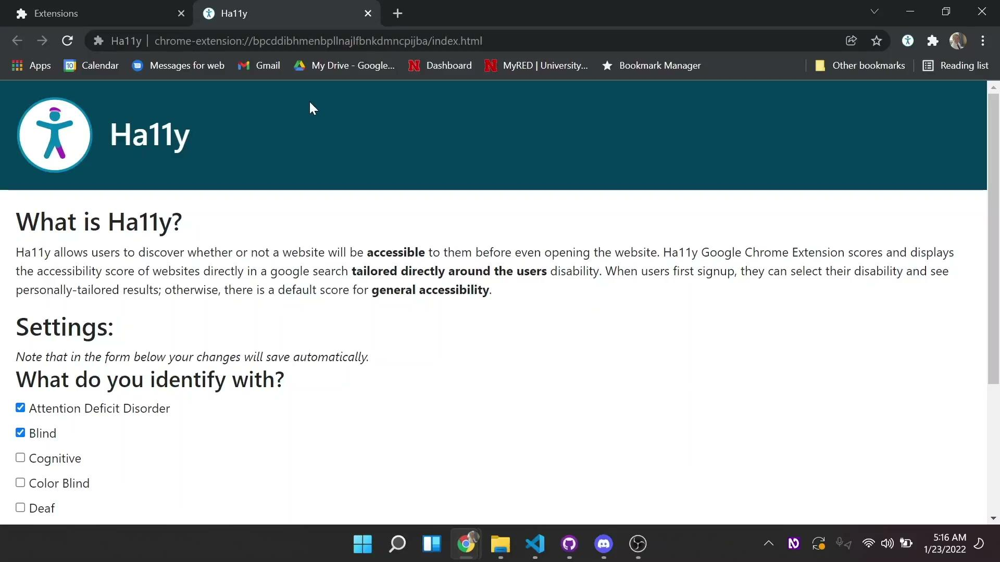 Extensions
Ha11y
Ha11y | chrome-extension://bpcddibhmenbpllnajlfbnkdmncpijba/index.html
Apps
10
Calendar
Messages for web
Gmail
My Drive - Google...
N
Dashboard
N
MyRED | University...
Bookmark Manager
Other bookmarks
Reading list
Ha11y
What is Ha11y?
Ha11y allows users to discover whether or not a website will be accessible to them before even opening the website. Ha11y Google Chrome Extension scores and displays
the accessibility score of websites directly in a google search tailored directly around the users disability. When users first signup, they can select their disability and see
personally-tailored results; otherwise, there is a default score for general accessibility.
Settings:
Note that in the form below your changes will save automatically.
What do you identify with?
Attention Deficit Disorder
Blind
Cognitive
Color Blind
Deaf
N
5:16 AM
1/23/2022